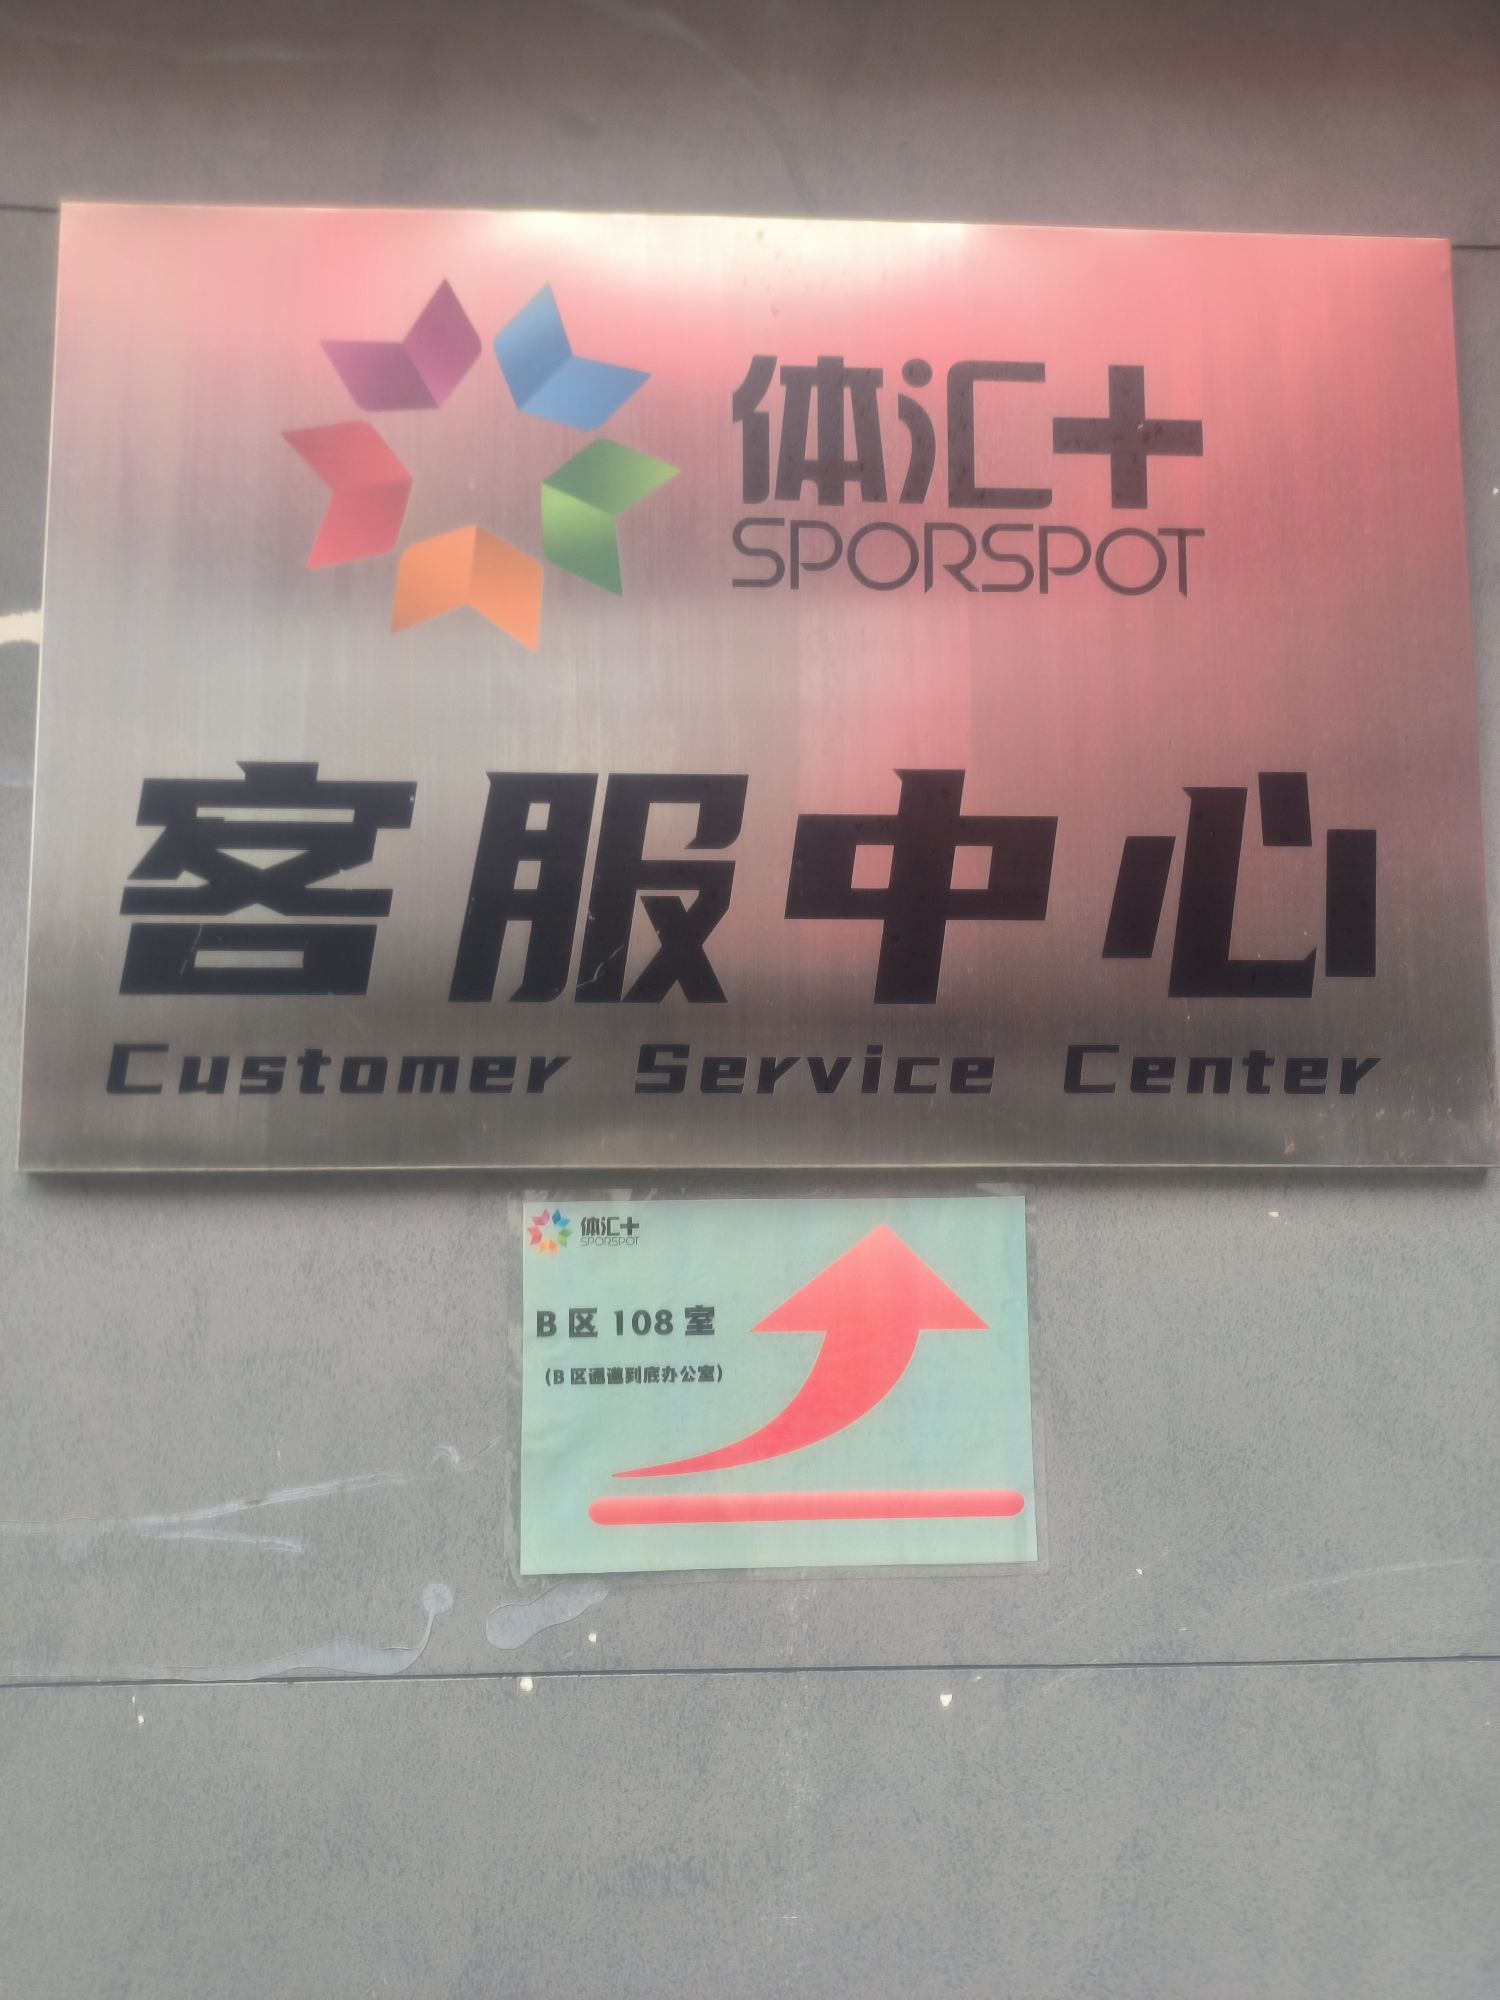 体汇+
SPORSPOT
客服中心
Customer Service Center
体汇+
SPORSPOT
B区108室
(B区通道到底办公室)